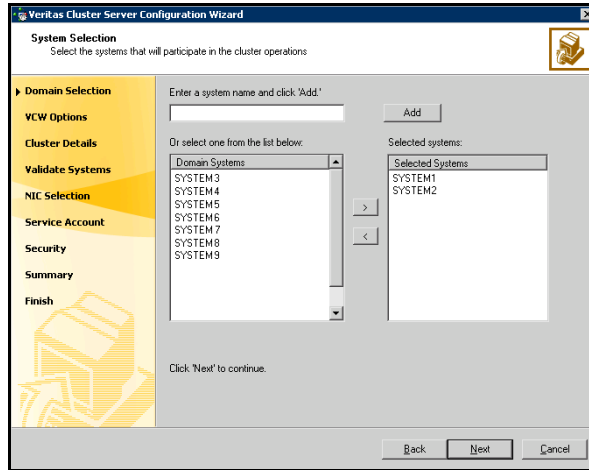 Veritas Cluster Server Configuration Wizard
System Selection
Select the systems that will participate in the cluster operations
Domain Selection
VCW Options
Cluster Details
Validate Systems
NIC Selection
Service Account
Security
Summary
Finish
Enter a system name and click 'Add.'
Add
Or select one from the list below:
Domain Systems
SYSTEM3
SYSTEM4
SYSTEM5
SYSTEM6
SYSTEM7
SYSTEM8
SYSTEM9
>
<
Selected systems:
Selected Systems
SYSTEM1
SYSTEM2
Click 'Next' to continue.
Back
Next
Cancel